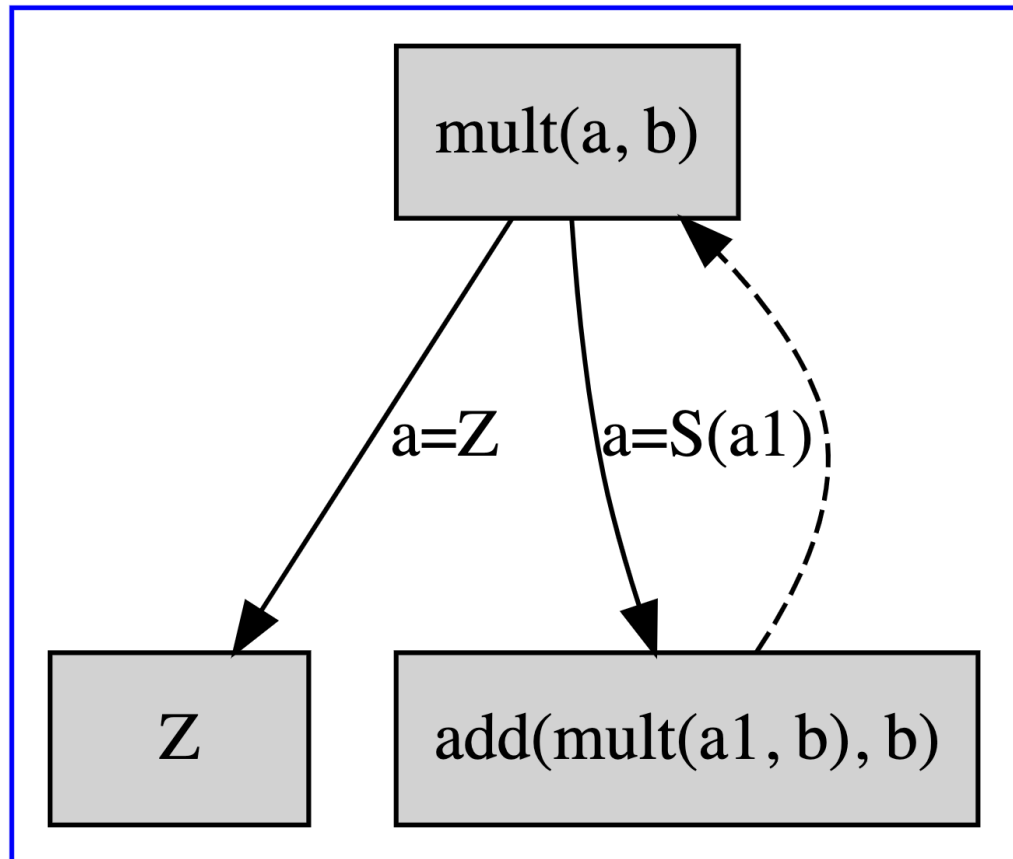 mult(a, b)
a=Z
a=S(a1)
Z
add(mult(a1, b), b)